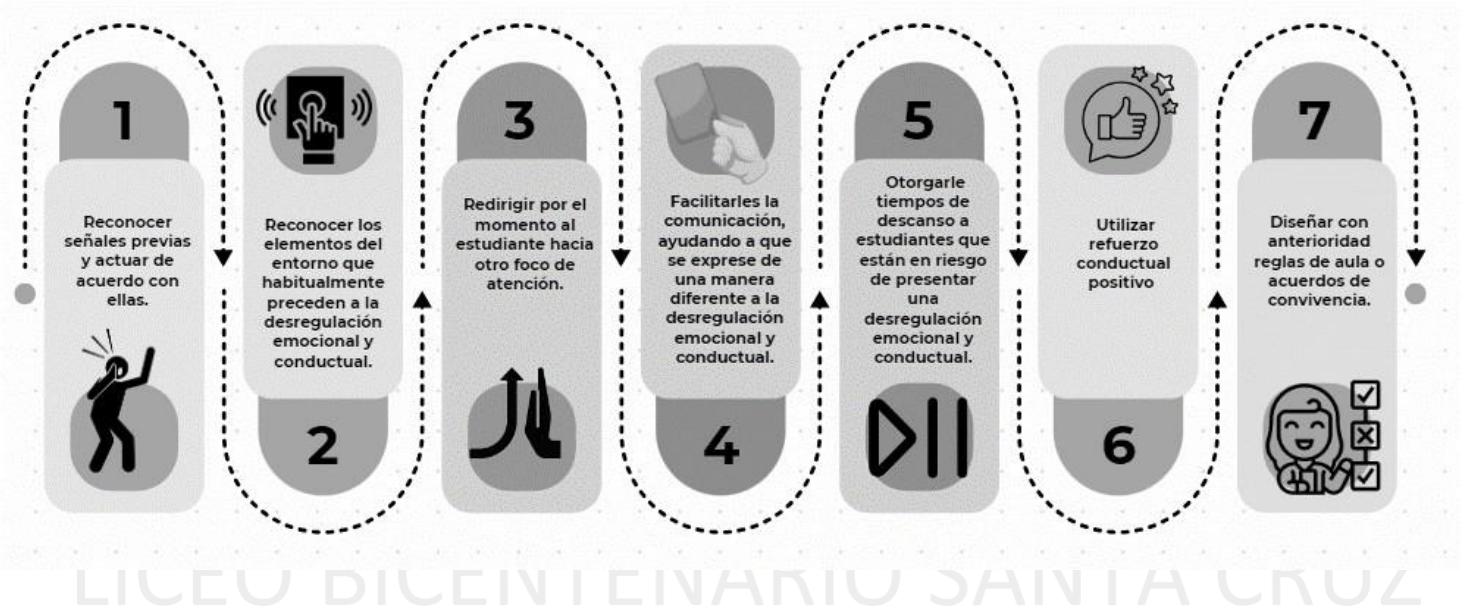 1
Reconocer
señales previas
y actuar de
acuerdo con
ellas.
Reconocer los
elementos del
entorno que
habitualmente
preceden a la
desregulación
emocional y
conductual.
2
3
Redirigir por el
momento al
estudiante hacia
otro foco de
atención.
Facilitarles la
comunicación,
ayudando a que
se exprese de
una manera
diferente a la
desregulación
emocional y
conductual.
4
5
Otorgarle
tiempos de
descanso a
estudiantes que
están en riesgo
de presentar
una
desregulación
emocional y
conductual.
Utilizar
refuerzo
conductual
positivo
6
7
Diseñar con
anterioridad
reglas de aula o
acuerdos de
convivencia.
LICEO BICENTENARIO SANTA CRUZ